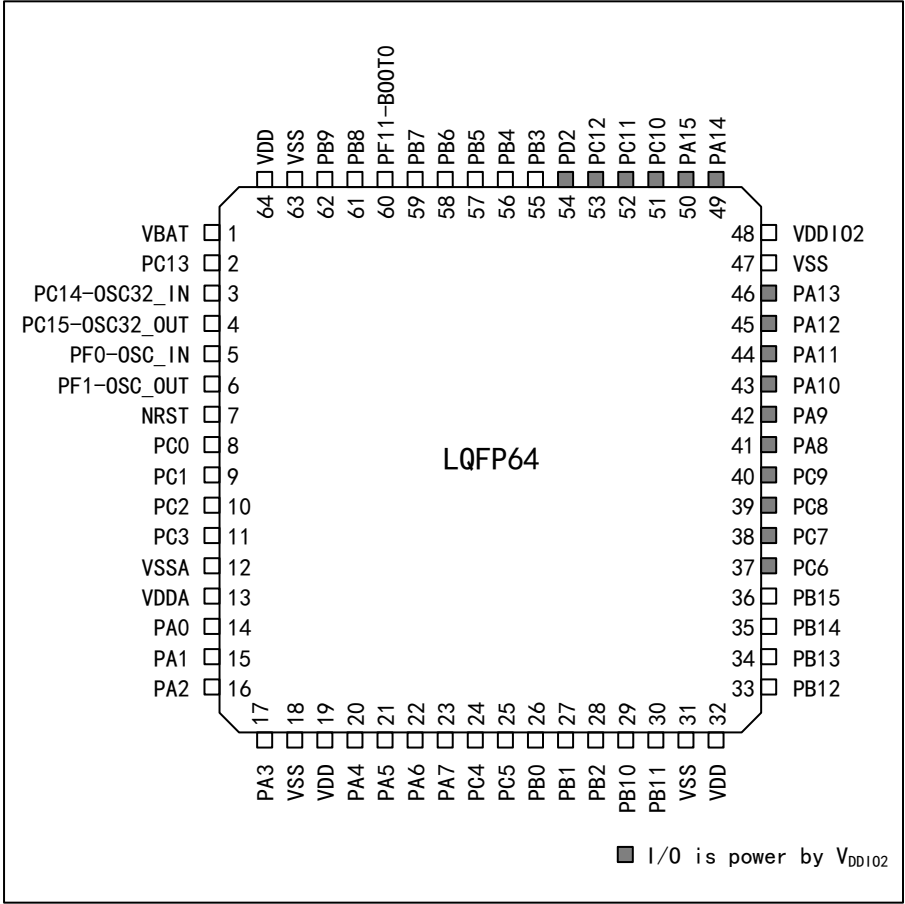 PF11-BOOT0
VDD
VSS
PB9
PB8
PB7
PB6
PB5
PB4
PB3
PD2
PC12
PC11
PC10
PA15
PA14
64
63
62
61
60
59
58
57
56
55
54
53
52
51
50
49
VBAT 1
PC13 2
PC14-OSC32_IN 3
PC15-OSC32_OUT 4
PF0-OSC_IN 5
PF1-OSC_OUT 6
NRST 7
PC0 8
PC1 9
PC2 10
PC3 11
VSSA 12
VDDA 13
PA0 14
PA1 15
PA2 16
LQFP64
48 VDDIO2
47 VSS
46 PA13
45 PA12
44 PA11
43 PA10
42 PA9
41 PA8
40 PC9
39 PC8
38 PC7
37 PC6
36 PB15
35 PB14
34 PB13
33 PB12
17
18
19
20
21
22
23
24
25
26
27
28
29
30
31
32
PA3
VSS
VDD
PA4
PA5
PA6
PA7
PC4
PC5
PB0
PB1
PB2
PB10
PB11
VSS
VDD
I/O is power by VDDIO2